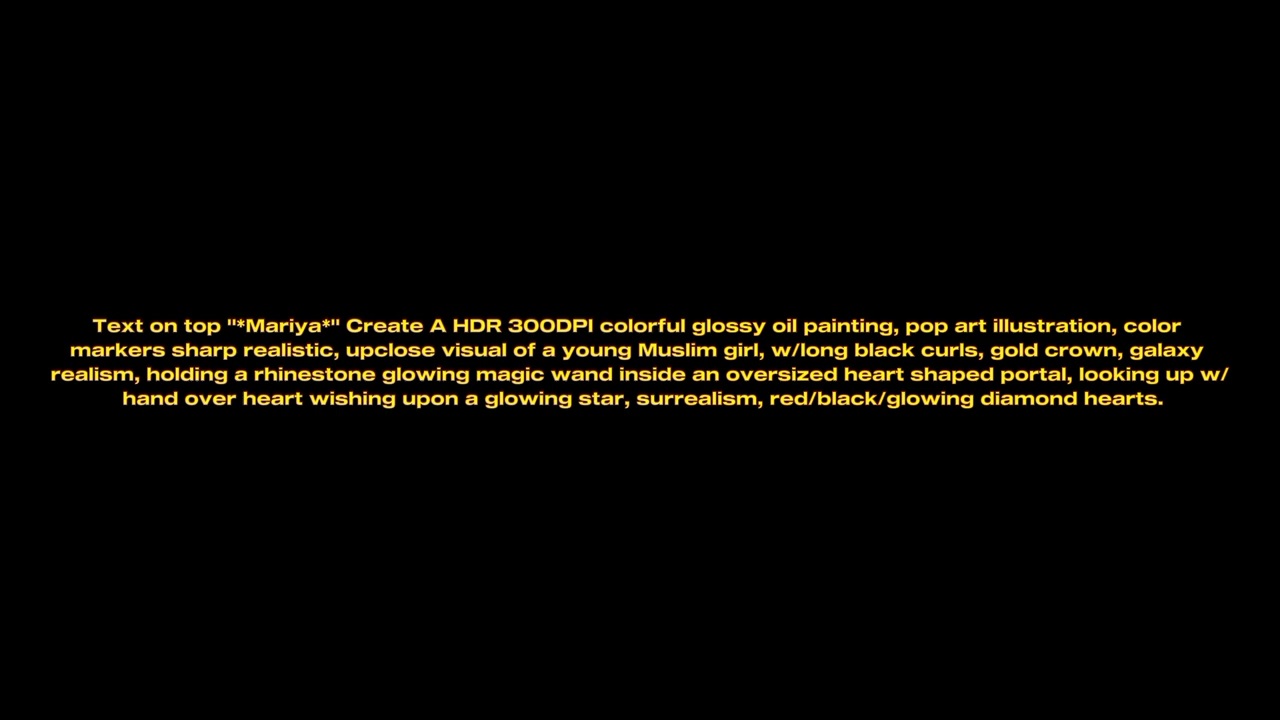 Text on top "*Mariya*" Create A HDR 300DPI colorful glossy oil painting, pop art illustration, color
markers sharp realistic, upclose visual of a young Muslim girl, w/long black curls, gold crown, galaxy
realism, holding a rhinestone glowing magic wand inside an oversized heart shaped portal, looking up w/
hand over heart wishing upon a glowing star, surrealism, red/black/glowing diamond hearts.